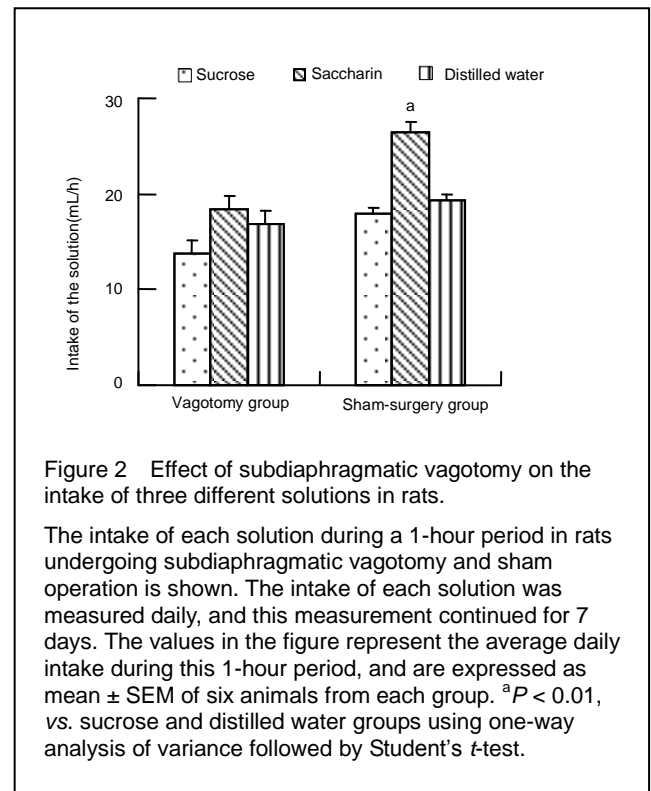 Sucrose Saccharin Distilled water
30
a
20
10
0
Intake of the solution(mL/h)
Vagotomy group Sham-surgery group
Figure 2 Effect of subdiaphragmatic vagotomy on the
intake of three different solutions in rats.
The intake of each solution during a 1-hour period in rats
undergoing subdiaphragmatic vagotomy and sham
operation is shown. The intake of each solution was
measured daily, and this measurement continued for 7
days. The values in the figure represent the average daily
intake during this 1-hour period, and are expressed as
mean ± SEM of six animals from each group. ᵃP < 0.01,
vs. sucrose and distilled water groups using one-way
analysis of variance followed by Student’s t-test.